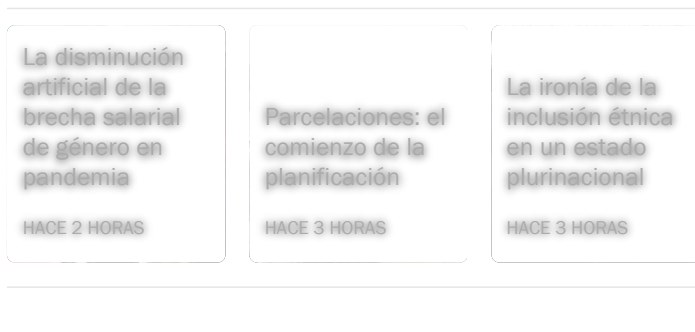 La disminución
artificial de la
brecha salarial
de género en
pandemia
HACE 2 HORAS
Parcelaciones: el
comienzo de la
planificación
HACE 3 HORAS
La ironía de la
inclusión étnica
en un estado
plurinacional
HACE 3 HORAS